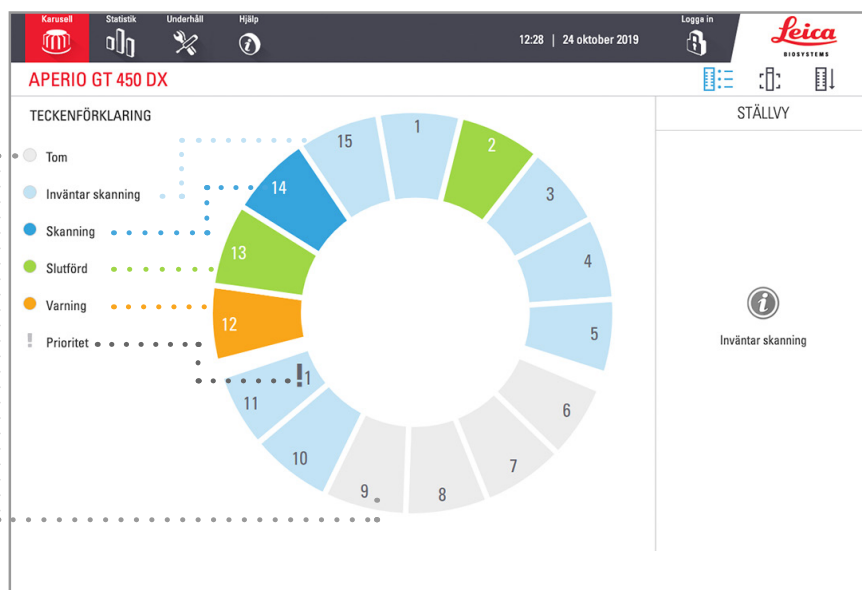 Karusell
Statistik
Underhåll
Hjälp
12:28 | 24 oktober 2019
Logga in
Leica
BIOSYSTEMS
APERIO GT 450 DX
TECKENFÖRKLARING
Tom
Inväntar skanning
Skanning
Slutförd
Varning
! Prioritet
1
2
3
4
5
6
7
8
9
10
11
!1
12
13
14
15
STÄLLVY
Inväntar skanning